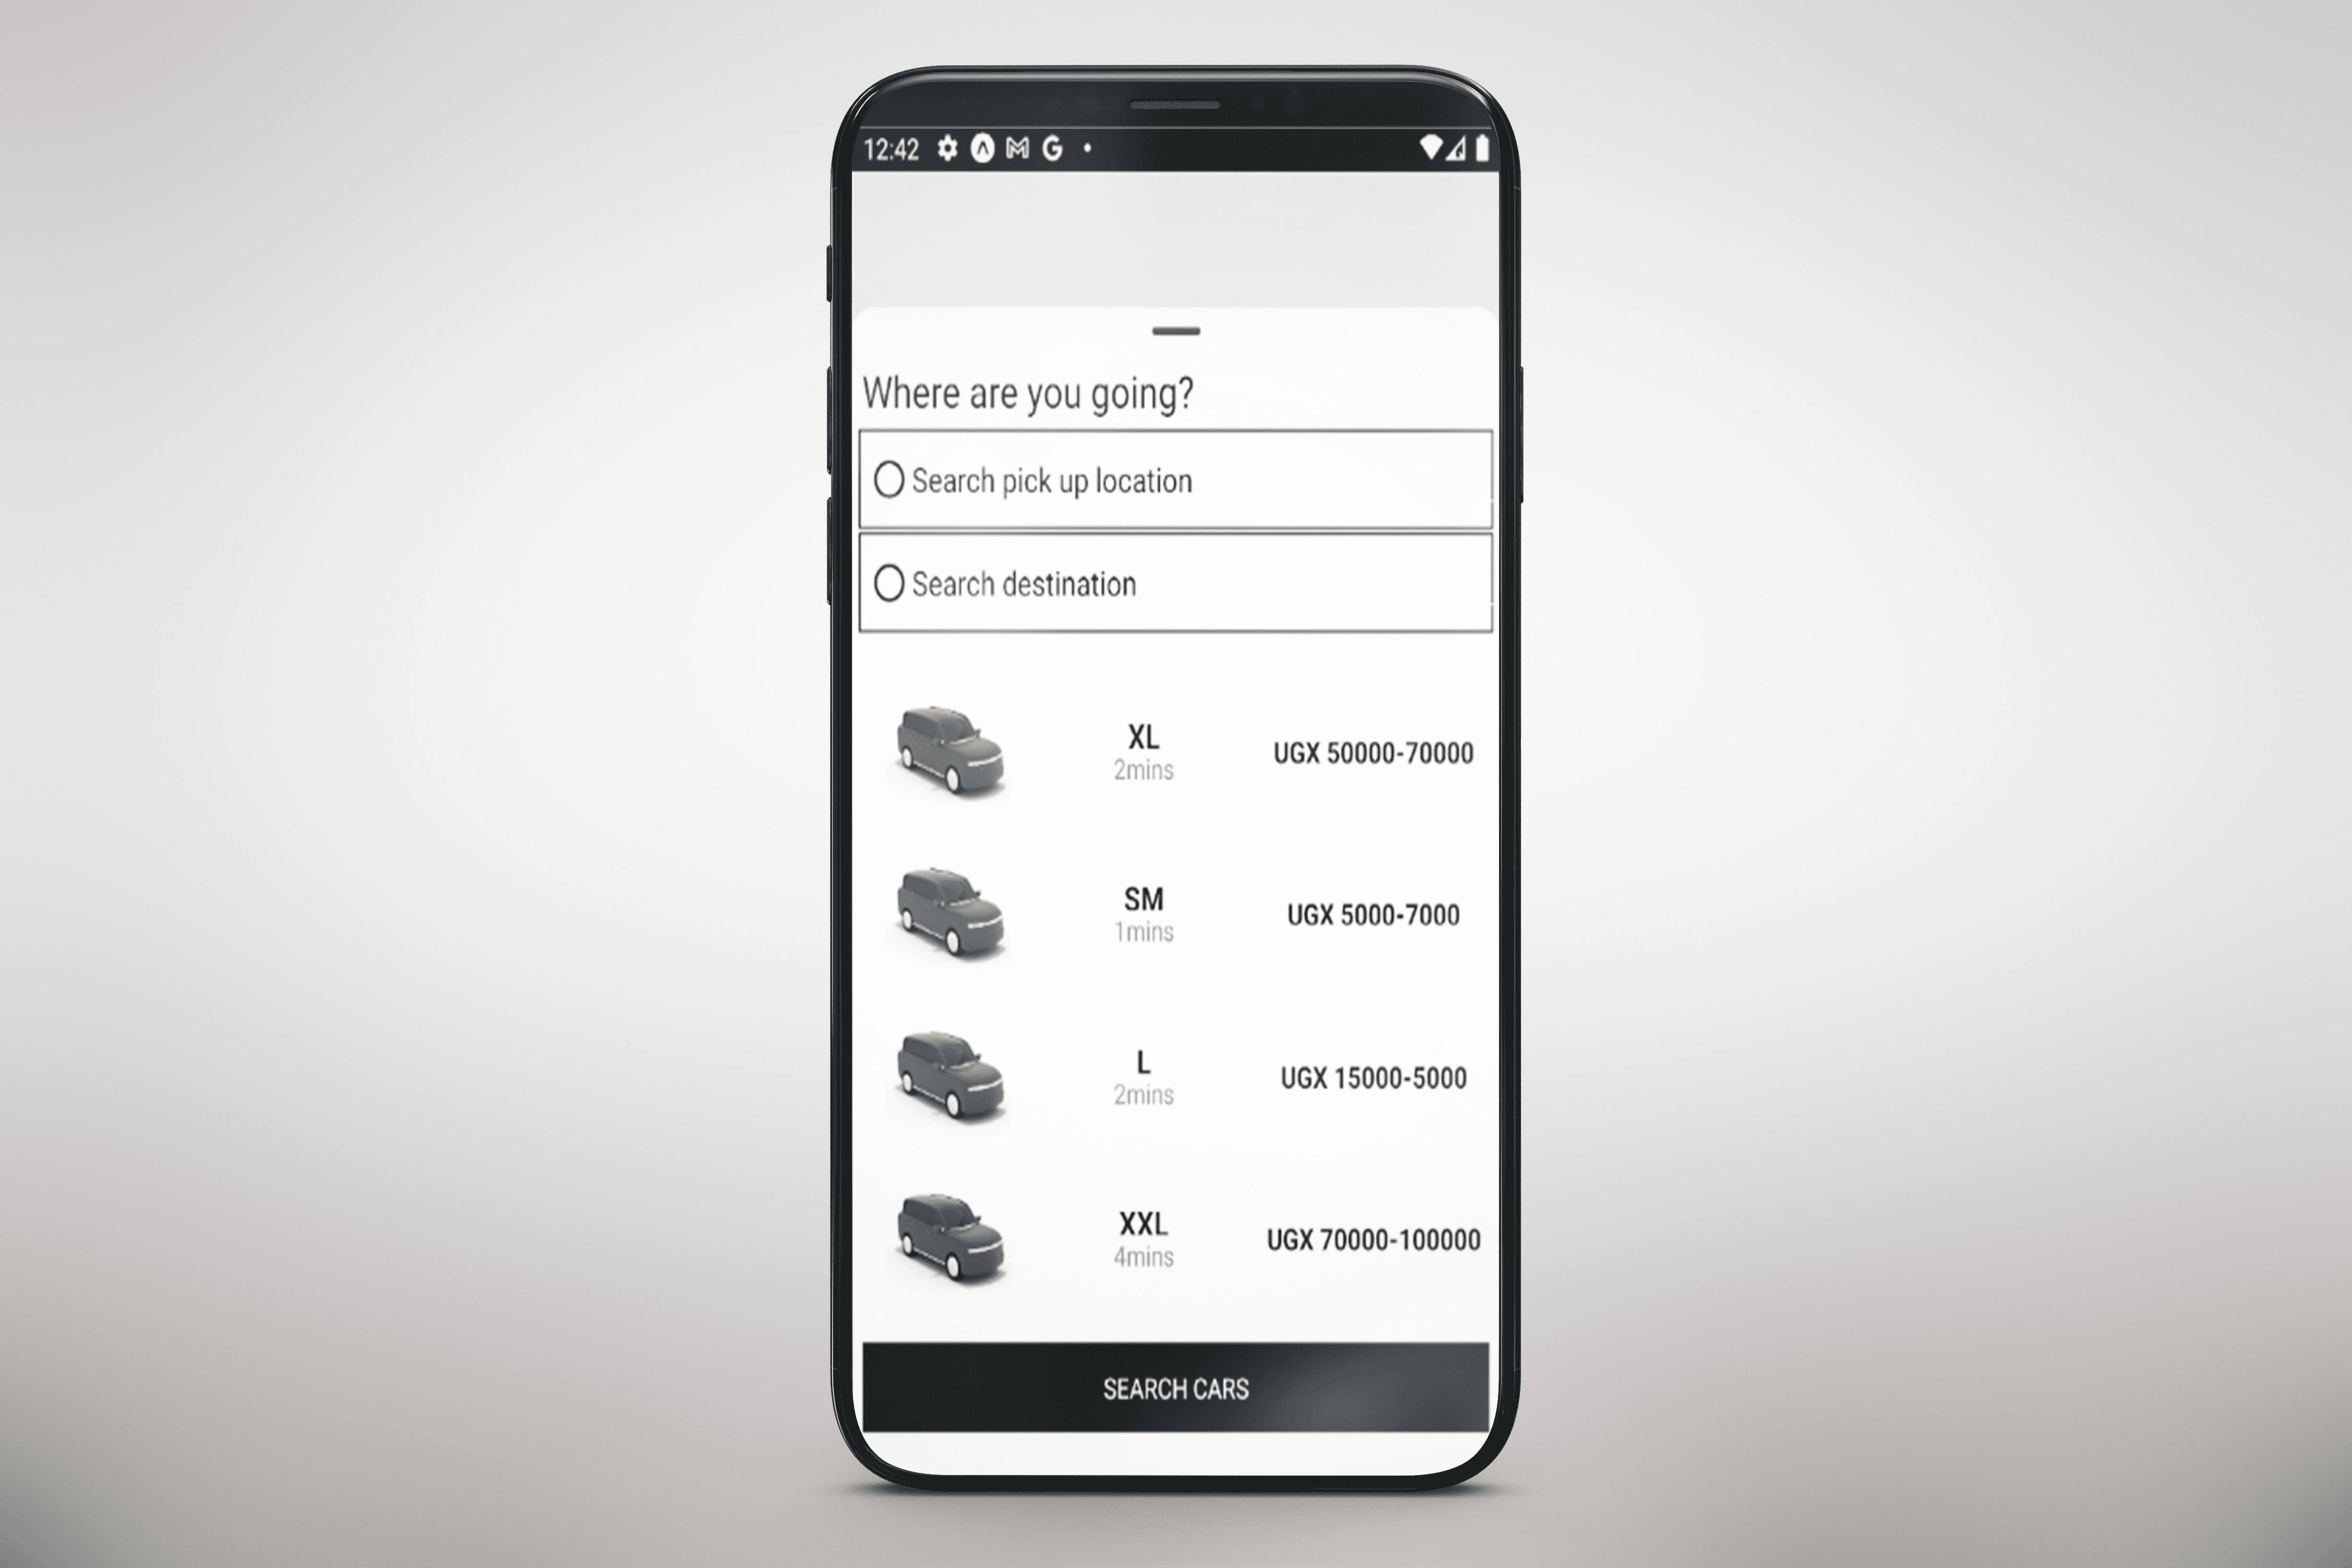 12:42
Where are you going?
Search pick up location
Search destination
XL
2mins
UGX 50000-70000
SM
1mins
UGX 5000-7000
L
2mins
UGX 15000-5000
XXL
4mins
UGX 70000-100000
SEARCH CARS